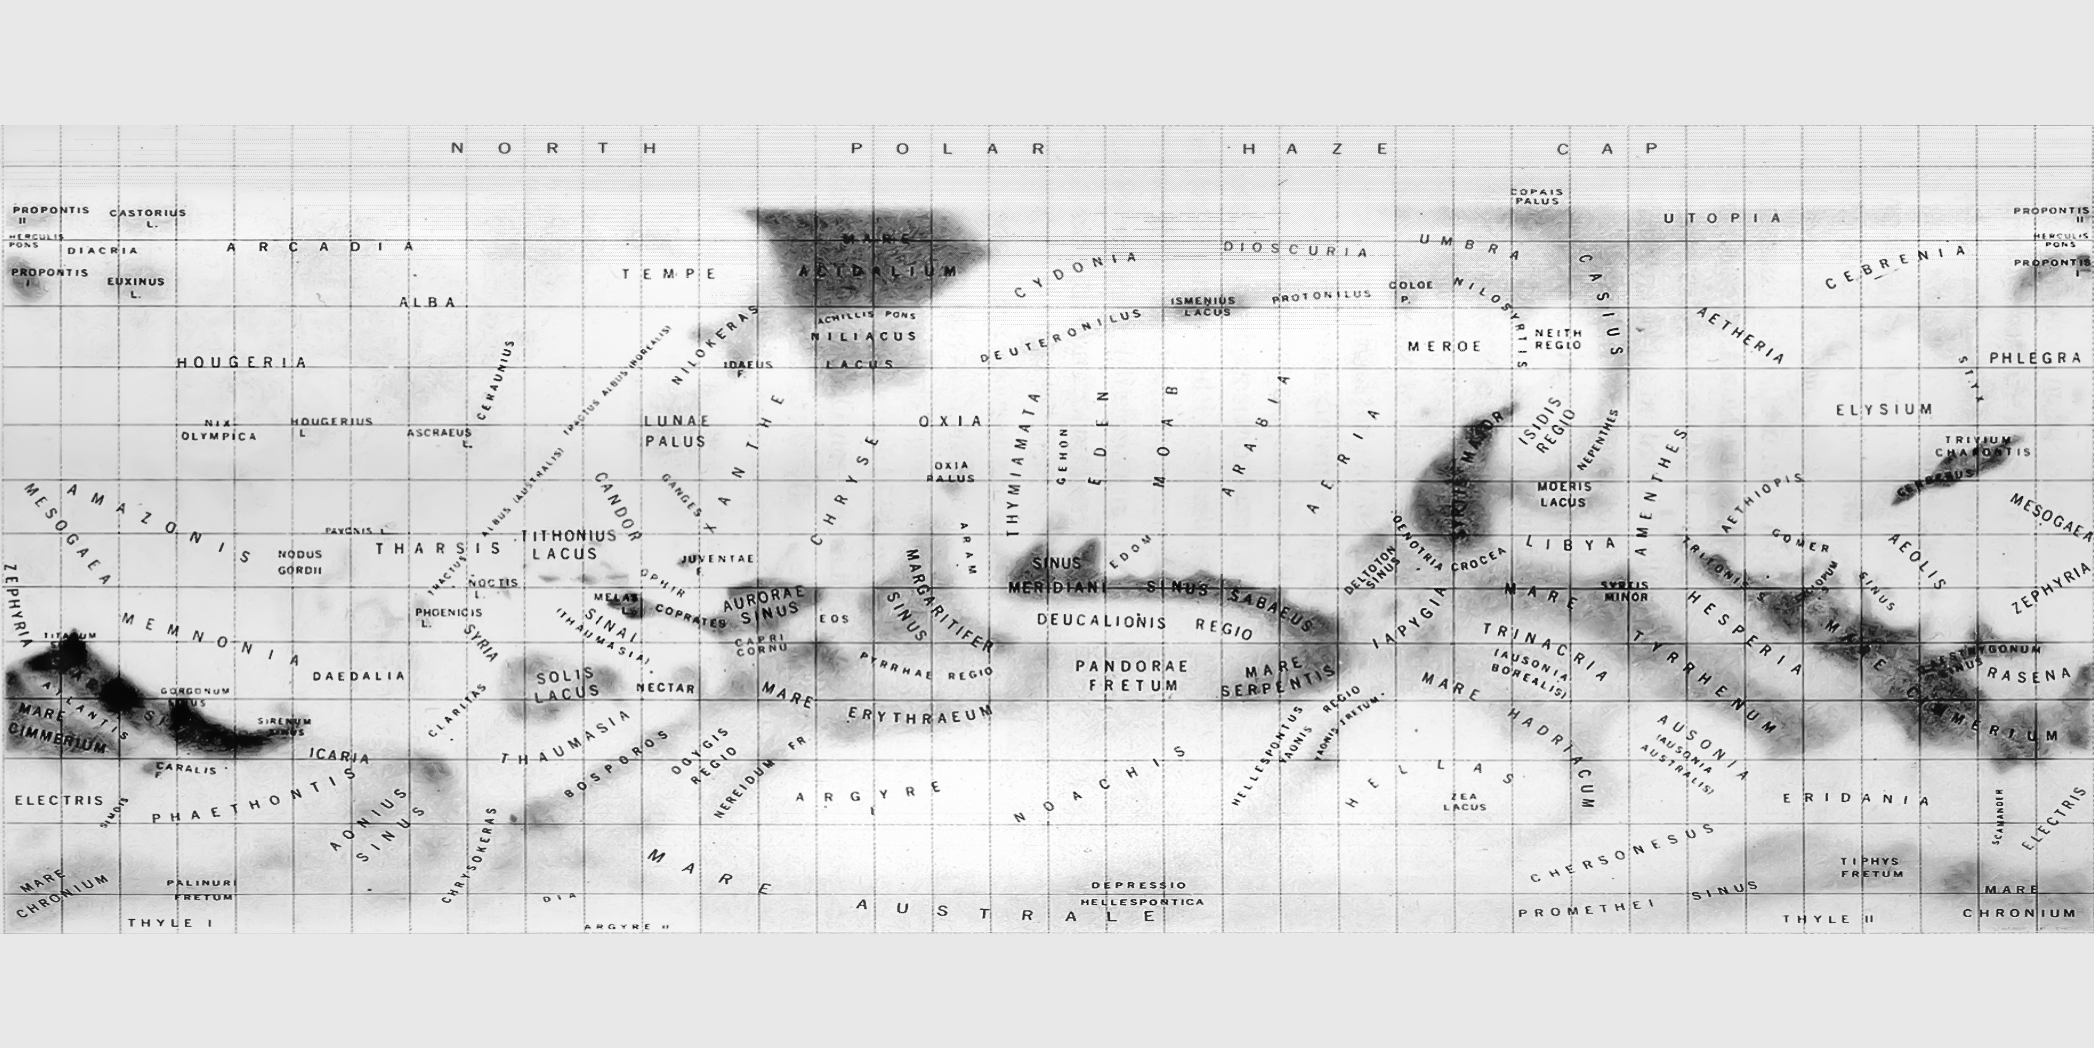 NORTH POLAR HAZE CAP
COPAIS
PALUS
PROPONTIS
II
CASTORIUS
L.
UTOPIA
PROPONTIS
II
HERCULIS
PONS
DIACRIA
ARCADIA
MARE
ACIDALIUM
DIOSCURIA
UMBRA
HERCULIS
PONS
PROPONTIS
I
EUXINUS
L.
TEMPE
CYDONIA
CASIUS
CEBRENIA
PROPONTIS
I
ALBA
ISMENIUS
LACUS
PROTONILUS
COLOE
P.
NILOSYRTIS
ACHILLIS PONS
NILIACUS
LACUS
DEUTERONILUS
NEITH
REGIO
AETHERIA
MEROE
HOUGERIA
CERAUNIUS
TRACTUS ALBUS (BOREALIS)
NILOKERAS
IDAEUS
F.
STYX
PHLEGRA
NIX
OLYMPICA
HOUGERIUS
L
ASCRAEUS
L.
LUNAE
PALUS
XANTHE
OXIA
THYMIAMATA
GEHON
EDEN
MOAB
ARABIA
AERIA
SYRTIS MAJOR
ISIDIS
REGIO
NEPENTHES
AMENTHES
ELYSIUM
TRIVIUM
CHARONTIS
CERBERUS
OXIA
PALUS
MOERIS
LACUS
AMAZONIS
MESOGAEA
TRACTUS ALBUS (AUSTRALIS)
CANDOR
GANGES
CHRYSE
AETHIOPIS
MESOGAEA
PAVONIS L.
THARSIS
TITHONIUS
LACUS
NODUS
GORDII
JUVENTAE
F.
ARAM
SINUS
MERIDIANI
EDOM
OENOTRIA
CROCEA
DELTOTON
SINUS
LIBYA
TRITONIS
SINUS
GOMER
AEOLIS
ZEPHYRIA
ZEPHYRIA
NOCTIS
L.
OPHIR
MELAS
L.
COPRATES
AURORAE
SINUS
EOS
MARGARITIFER
SINUS
SINUS SABAEUS
MARE
TYRRHENUM
SYRTIS
MINOR
HESPERIA
PHOENICIS
L.
SYRIA
SINAI
(THAUMASIA)
CAPRI
CORNU
DEUCALIONIS REGIO
IAPYGIA
TRINACRIA
(AUSONIA
BOREALIS)
MARE
CIMMERIUM
LAESTRYGONUM
SINUS
RASENA
MEMNONIA
TITANUM
DAEDALIA
SOLIS
LACUS
NECTAR
PYRRHAE REGIO
PANDORAE
FRETUM
MARE
SERPENTIS
MARE
HADRIACUM
ATLANTIS
GORGONUM
SINUS
SIRENUM
SINUS
MARE
CIMMERIUM
CLARITAS
MARE
ERYTHRAEUM
YAONIS REGIO
YAONIS FRETUM
HELLESPONTUS
AUSONIA
(AUSONIA
AUSTRALIS)
ICARIA
THAUMASIA
BOSPOROS
OGYGIS
REGIO
NEREIDUM FR
CARALIS
F
ELECTRIS
SIMOIS
PHAETHONTIS
AONIUS
SINUS
ARGYRE
I
NOACHIS
HELLAS
ZEA
LACUS
ERIDANIA
SCAMANDER
ELECTRIS
CHRYSOKERAS
CHERSONESUS
MARE
CHRONIUM
PALINURI
FRETUM
MARE AUSTRALE
DEPRESSIO
HELLESPONTICA
TIPHYS
FRETUM
PROMETHEI SINUS
MARE
CHRONIUM
THYLE I
DIA
ARGYRE II
THYLE II